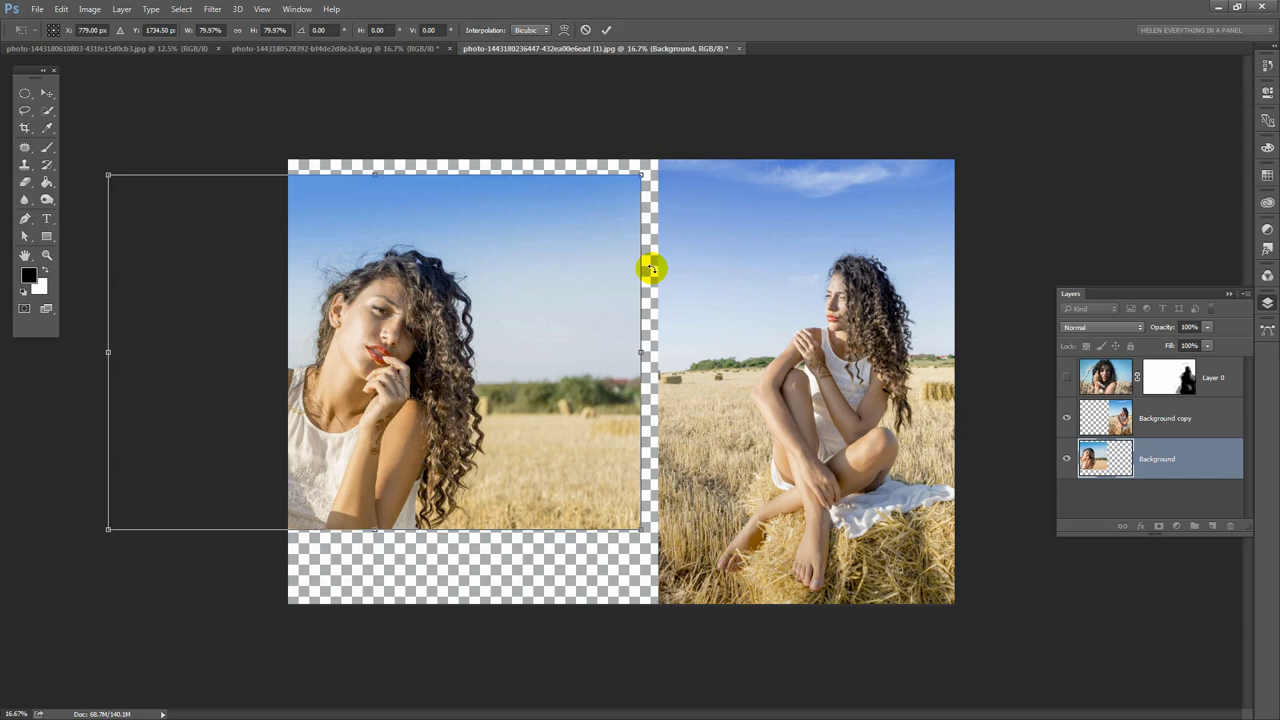 Ps File Edit Image Layer Type Select Filter 3D View Window Help
X: 779.00 px Y: 1734.50 px W: 79.97% H: 79.97% 0.00 ° H: 0.00 ° V: 0.00 ° Interpolation: Bicubic HELEN EVERYTHING IN A PANEL
photo-1443180610803-431fe15d0cb3.jpg @ 12.5% (RGB/8) × photo-1443180528392-bf4de2d8e2c8.jpg @ 16.7% (RGB/8) * × photo-1443180236447-432ea00e6ead (1).jpg @ 16.7% (Background, RGB/8) * ×
Layers
Kind
Normal Opacity: 100%
Lock: Fill: 100%
Layer 0
Background copy
Background
fx
16.67% Doc: 68.7M/140.1M